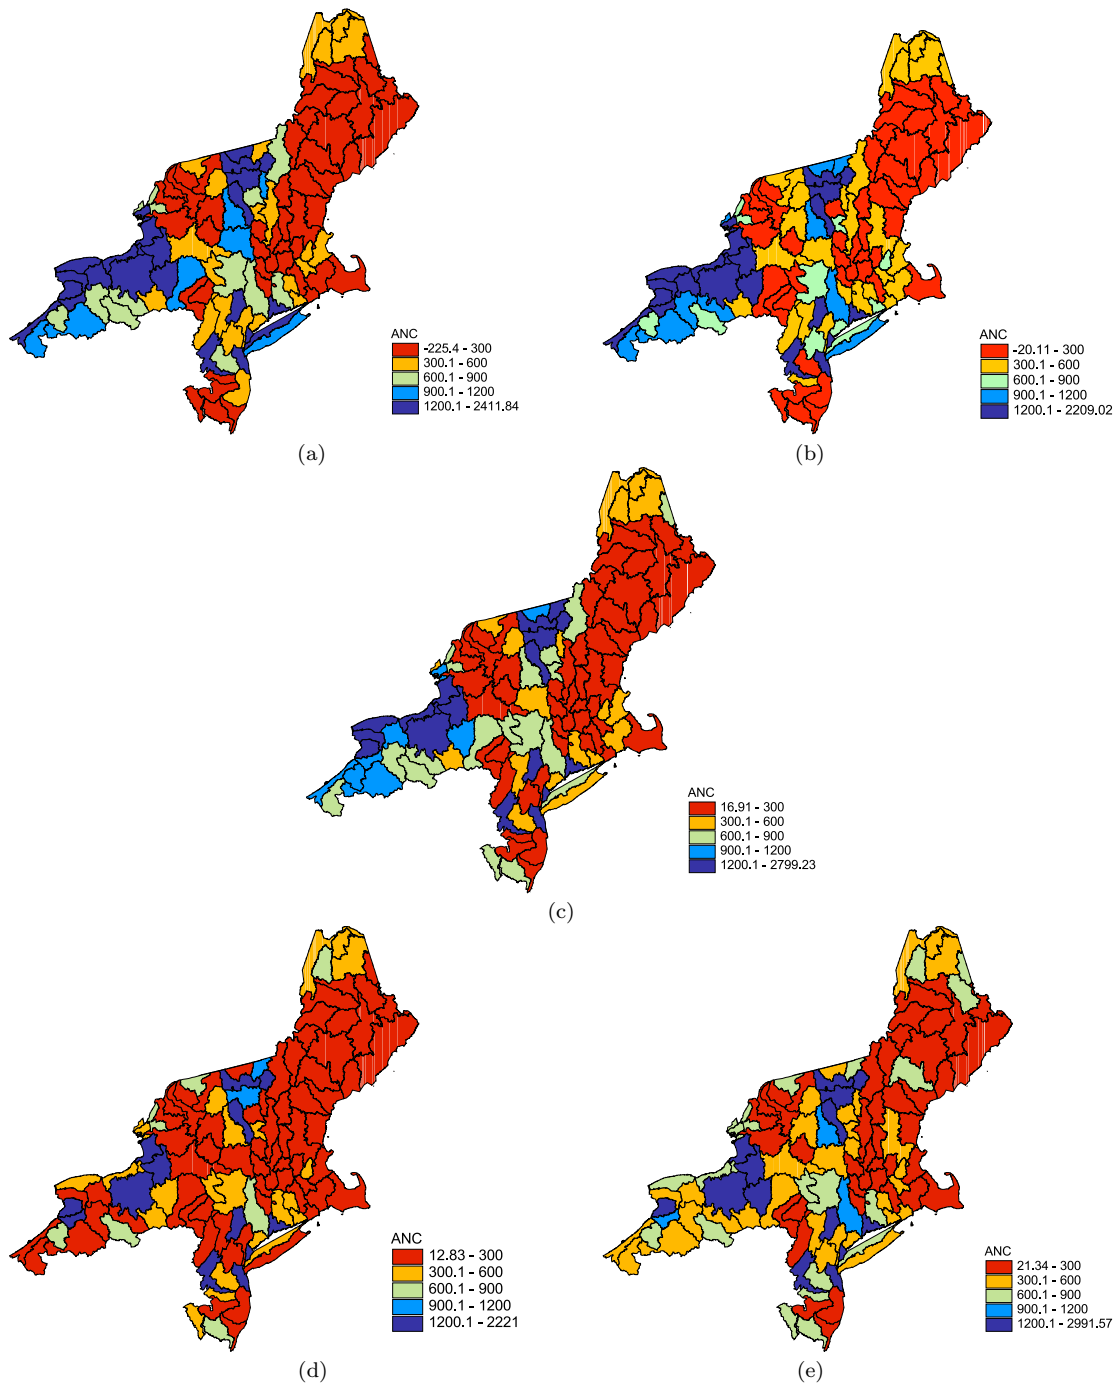 ANC
-225.4 - 300
300.1 - 600
600.1 - 900
900.1 - 1200
1200.1 - 2411.84
(a)
ANC
-20.11 - 300
300.1 - 600
600.1 - 900
900.1 - 1200
1200.1 - 2209.02
(b)
ANC
16.91 - 300
300.1 - 600
600.1 - 900
900.1 - 1200
1200.1 - 2799.23
(c)
ANC
12.83 - 300
300.1 - 600
600.1 - 900
900.1 - 1200
1200.1 - 2221
(d)
ANC
21.34 - 300
300.1 - 600
600.1 - 900
900.1 - 1200
1200.1 - 2991.57
(e)